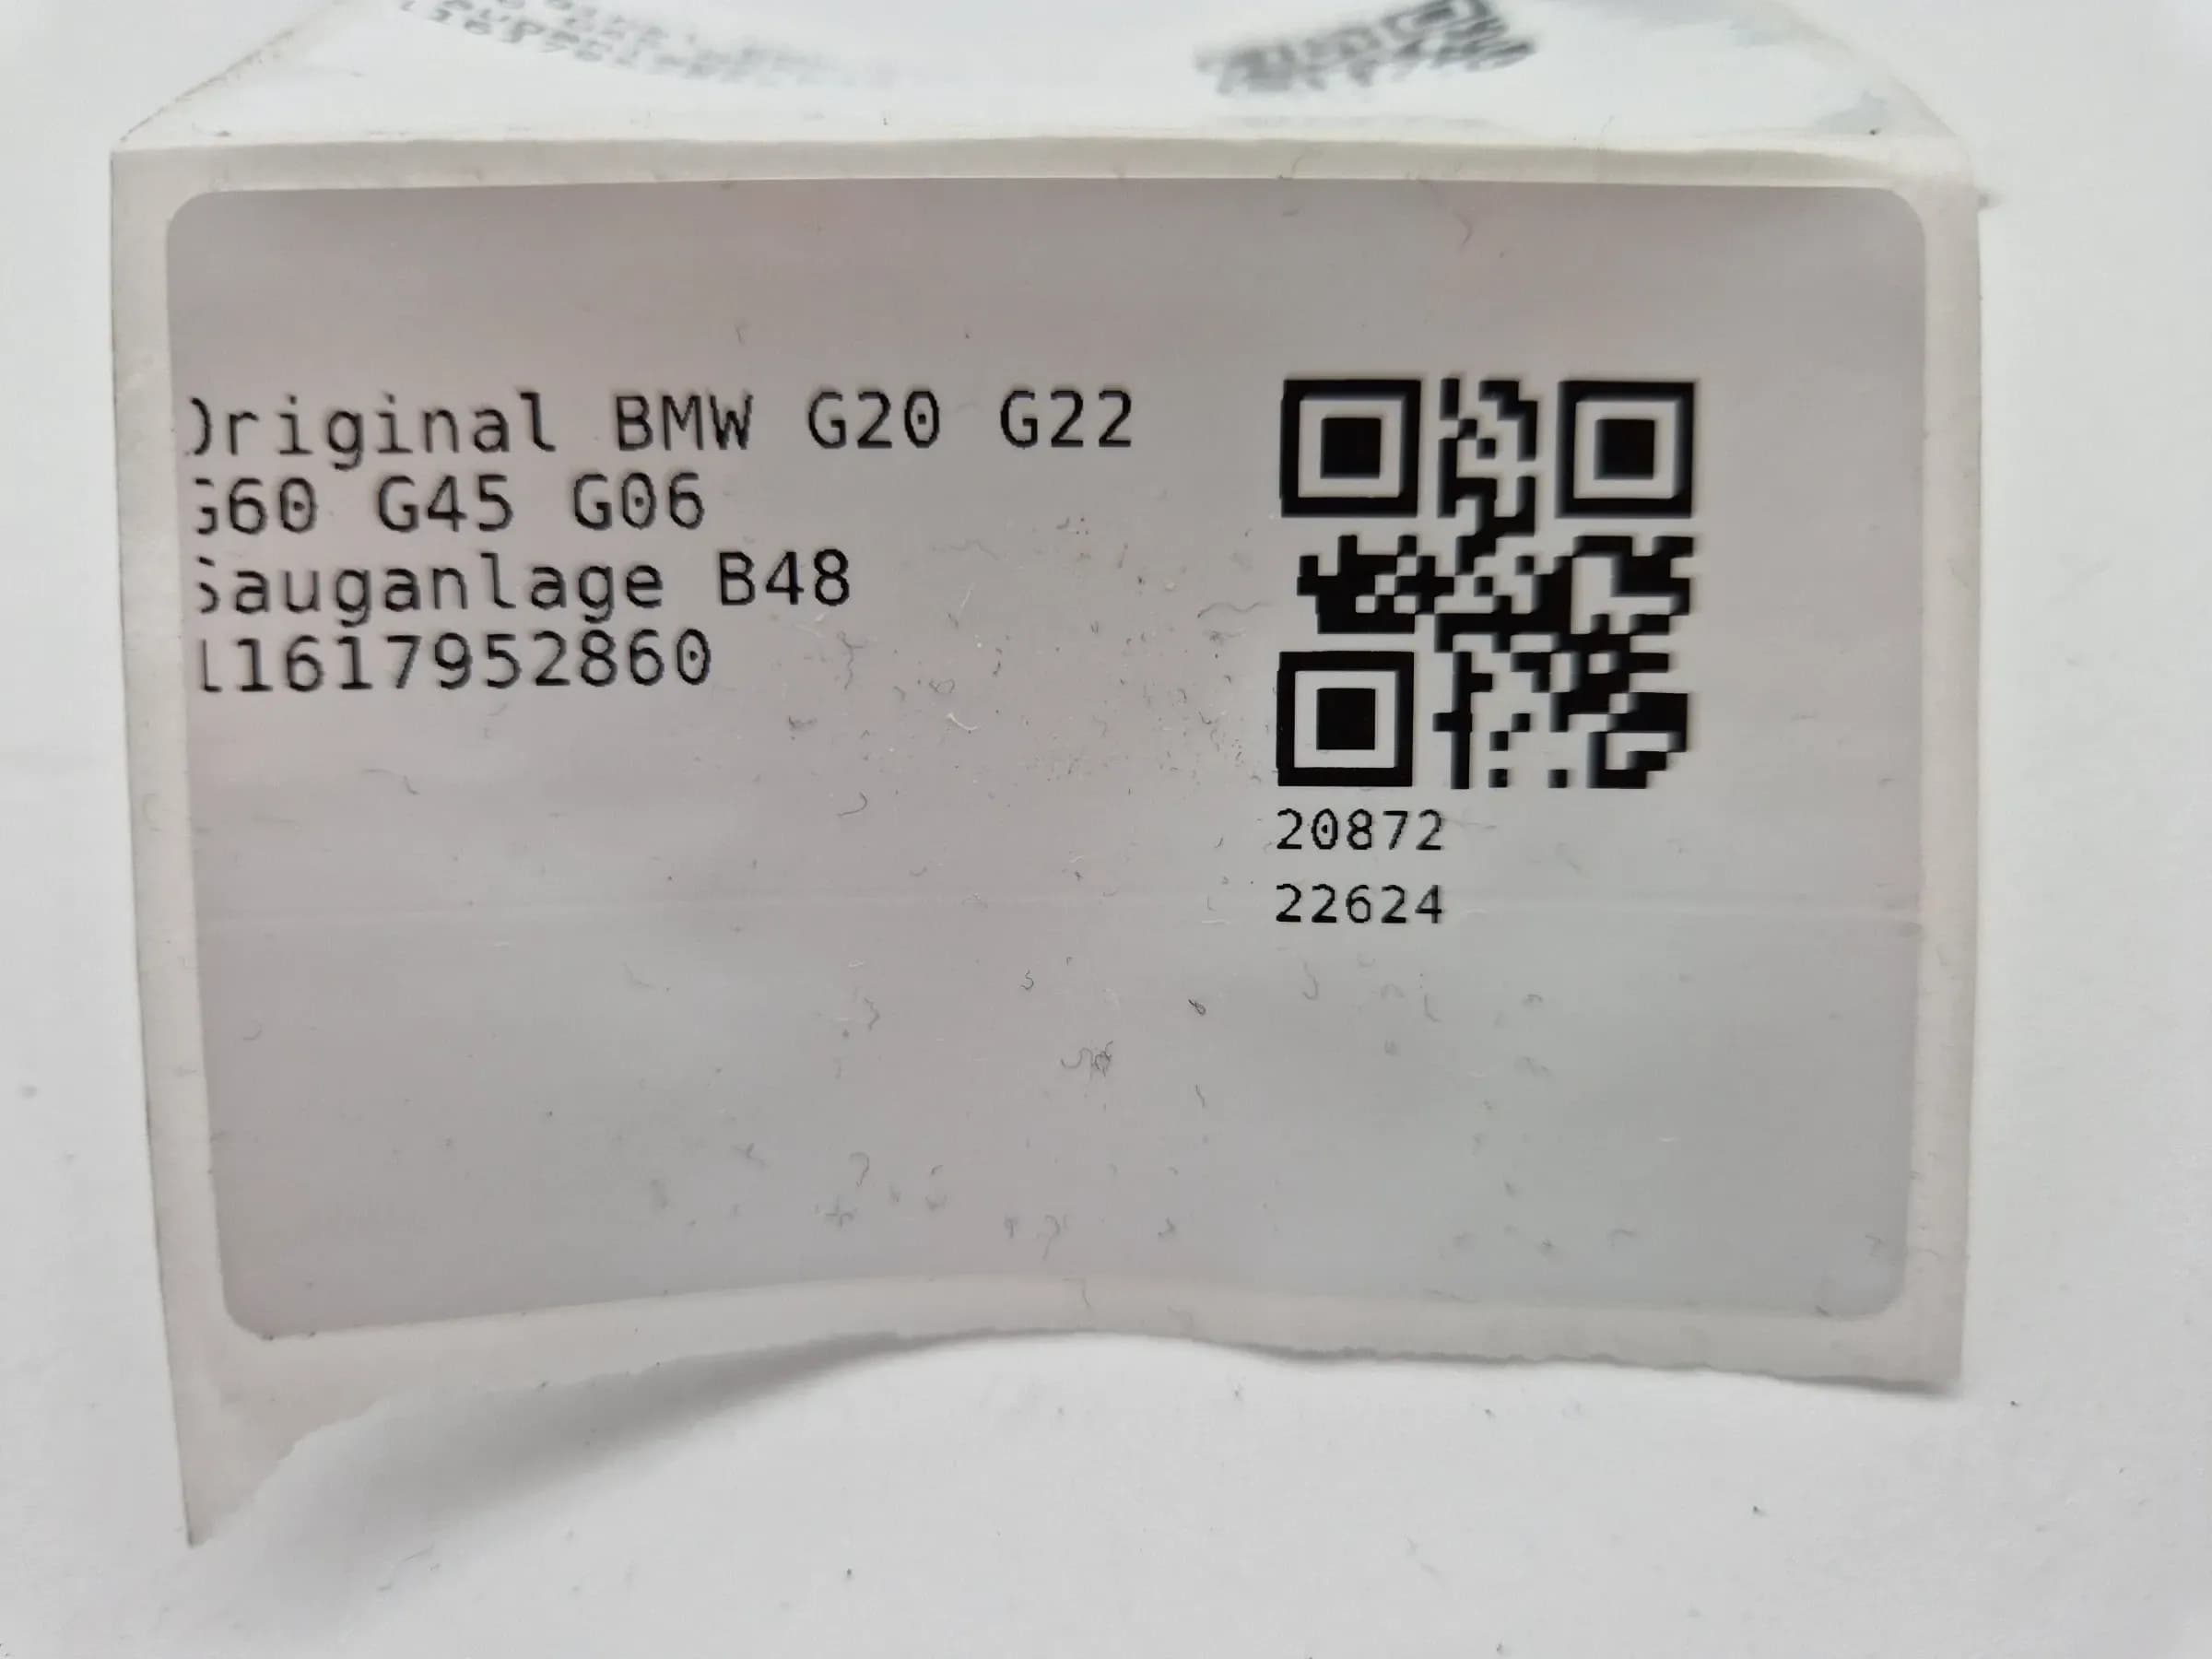 Original BMW G20 G22
G60 G45 G06
Sauganlage B48
11617952860
20872
22624